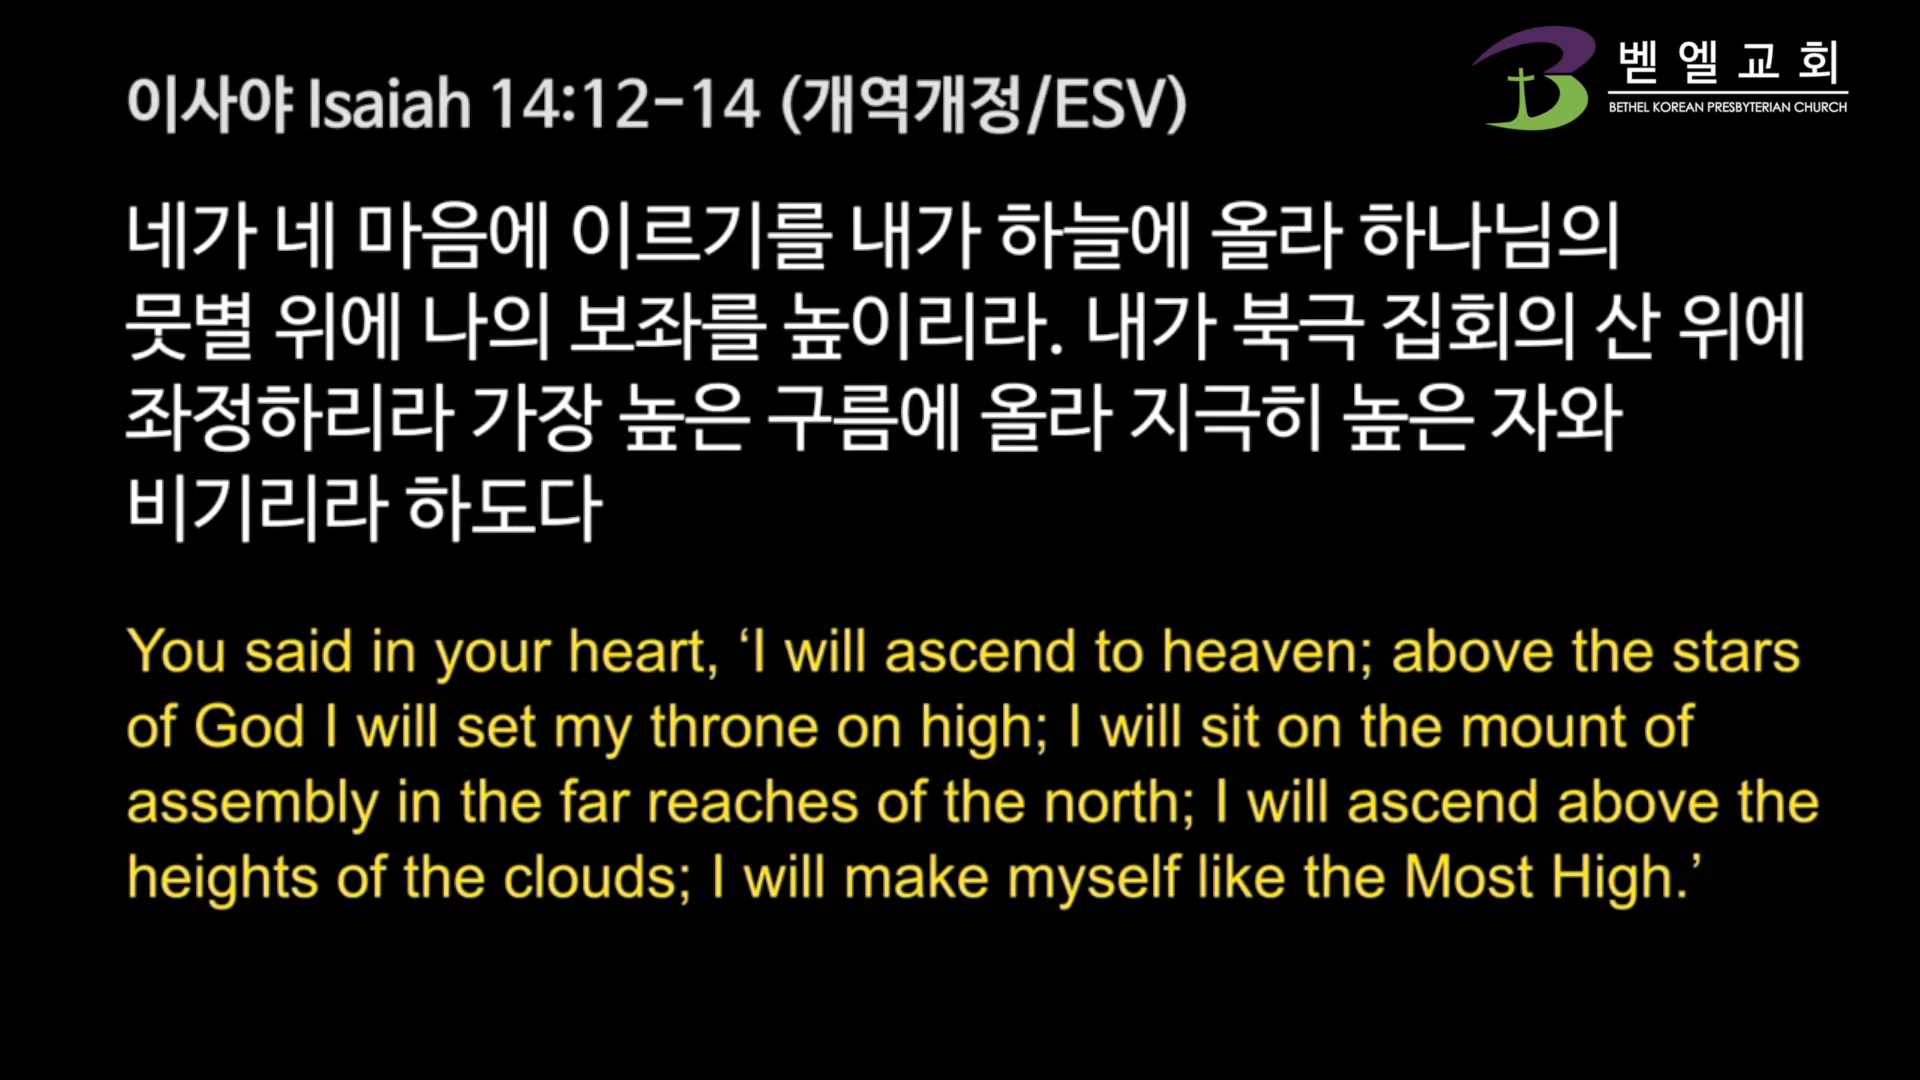 이사야 Isaiah 14:12-14 (개역개정/ESV)
벧엘교회
BETHEL KOREAN PRESBYTERIAN CHURCH
네가 네 마음에 이르기를 내가 하늘에 올라 하나님의
뭇별 위에 나의 보좌를 높이리라. 내가 북극 집회의 산 위에
좌정하리라 가장 높은 구름에 올라 지극히 높은 자와
비기리라 하도다
You said in your heart, ‘I will ascend to heaven; above the stars
of God I will set my throne on high; I will sit on the mount of
assembly in the far reaches of the north; I will ascend above the
heights of the clouds; I will make myself like the Most High.’